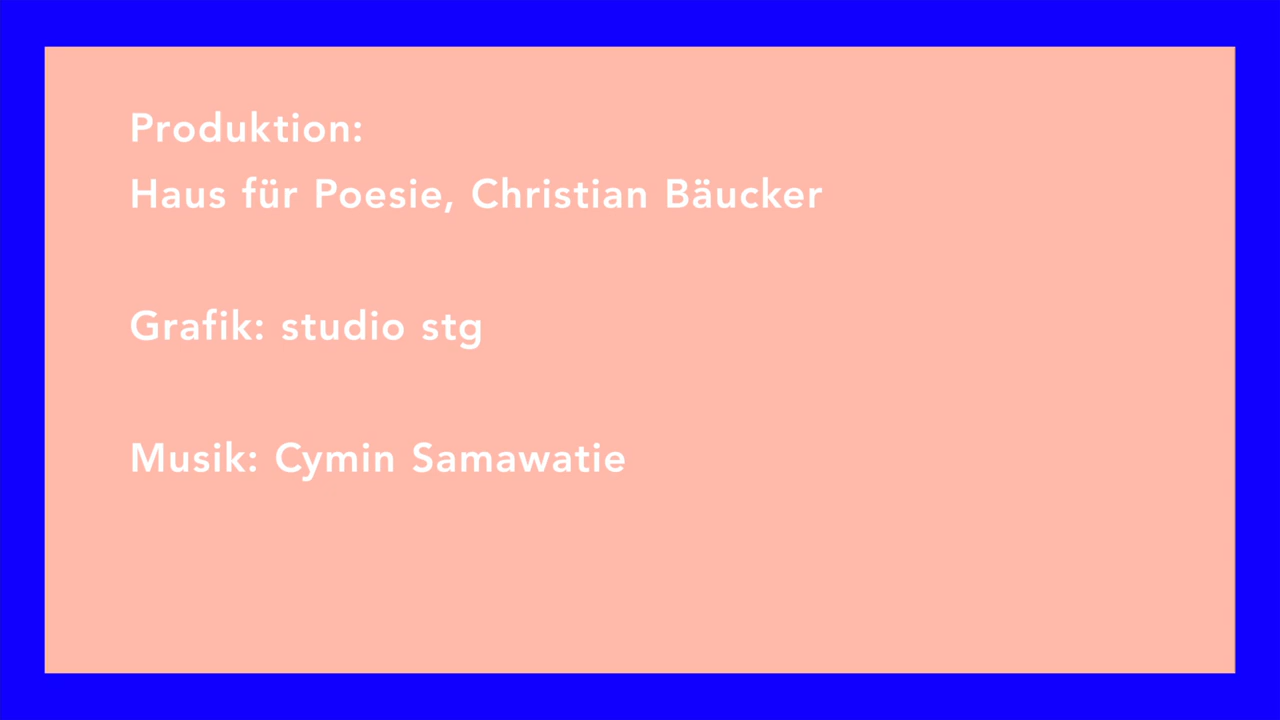 Produktion:
Haus für Poesie, Christian Bäucker
Grafik: studio stg
Musik: Cymin Samawatie